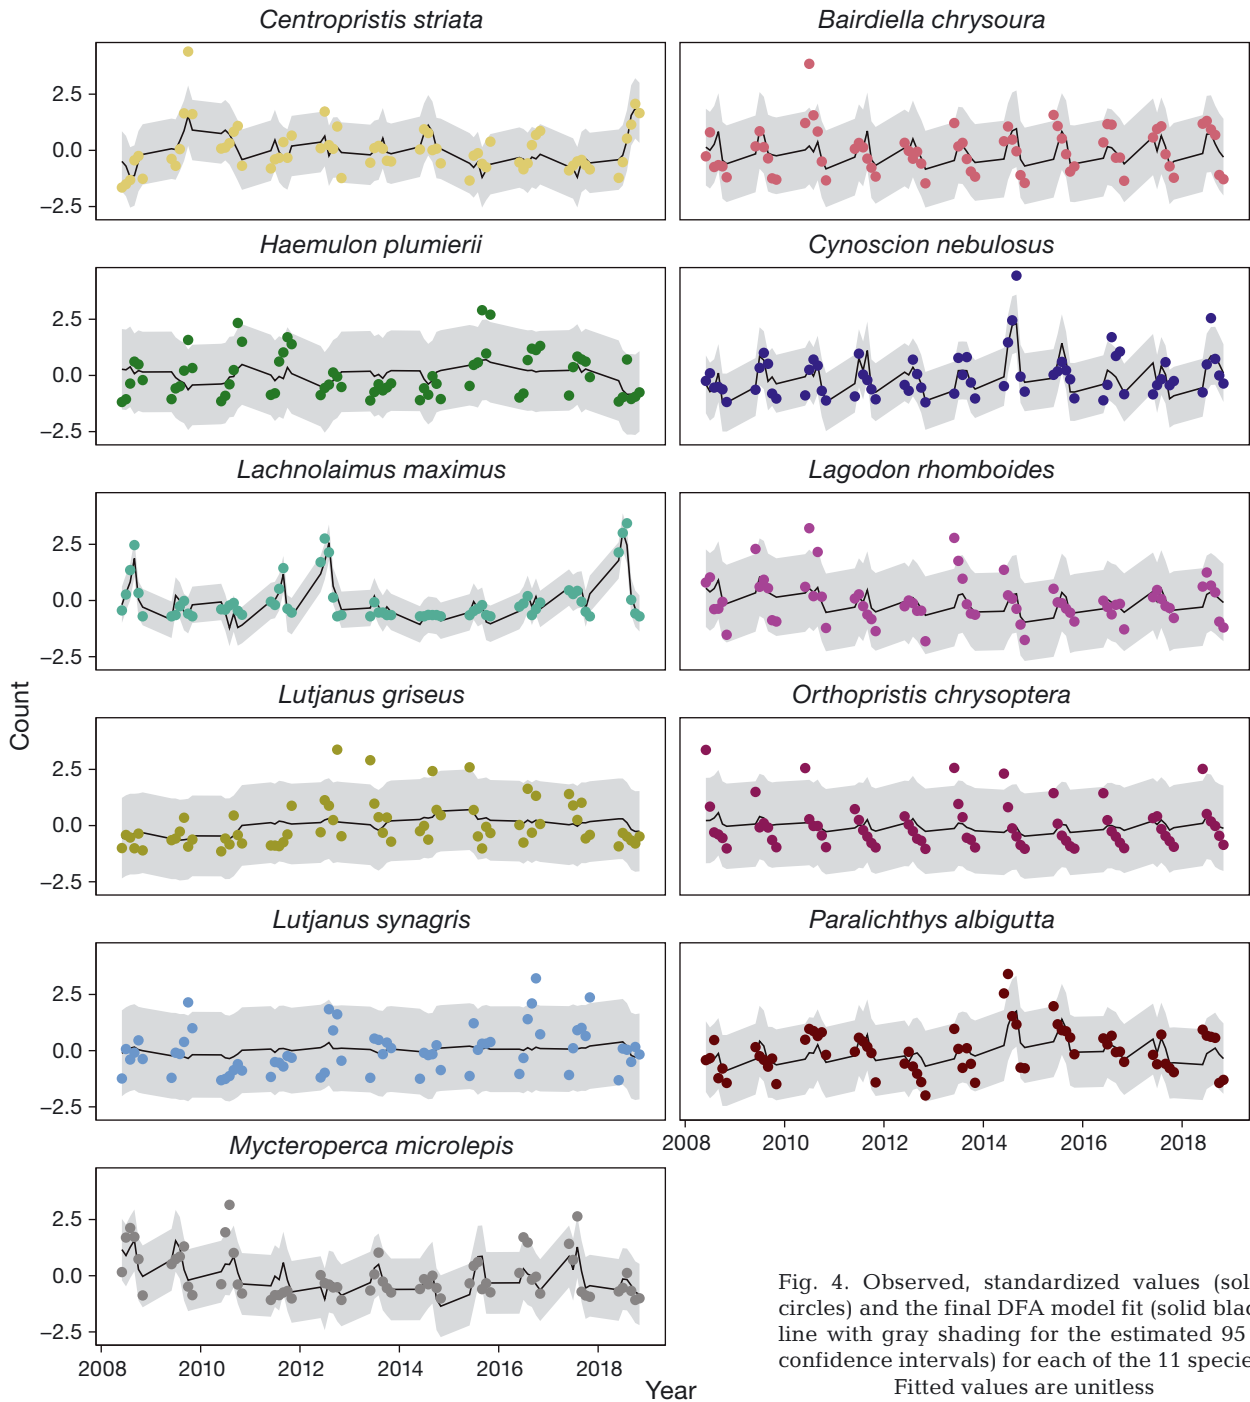 Centropristis striata
Bairdiella chrysoura
2.5
0.0
−2.5
Haemulon plumierii
Cynoscion nebulosus
2.5
0.0
−2.5
Lachnolaimus maximus
Lagodon rhomboides
2.5
0.0
−2.5
Lutjanus griseus
Orthopristis chrysoptera
2.5
0.0
−2.5
Count
Lutjanus synagris
Paralichthys albigutta
2.5
0.0
−2.5
2008 2010 2012 2014 2016 2018
Mycteroperca microlepis
2.5
0.0
−2.5
2008 2010 2012 2014 2016 2018
Year
Fig. 4. Observed, standardized values (sol
circles) and the final DFA model fit (solid blac
line with gray shading for the estimated 95
confidence intervals) for each of the 11 specie
Fitted values are unitless